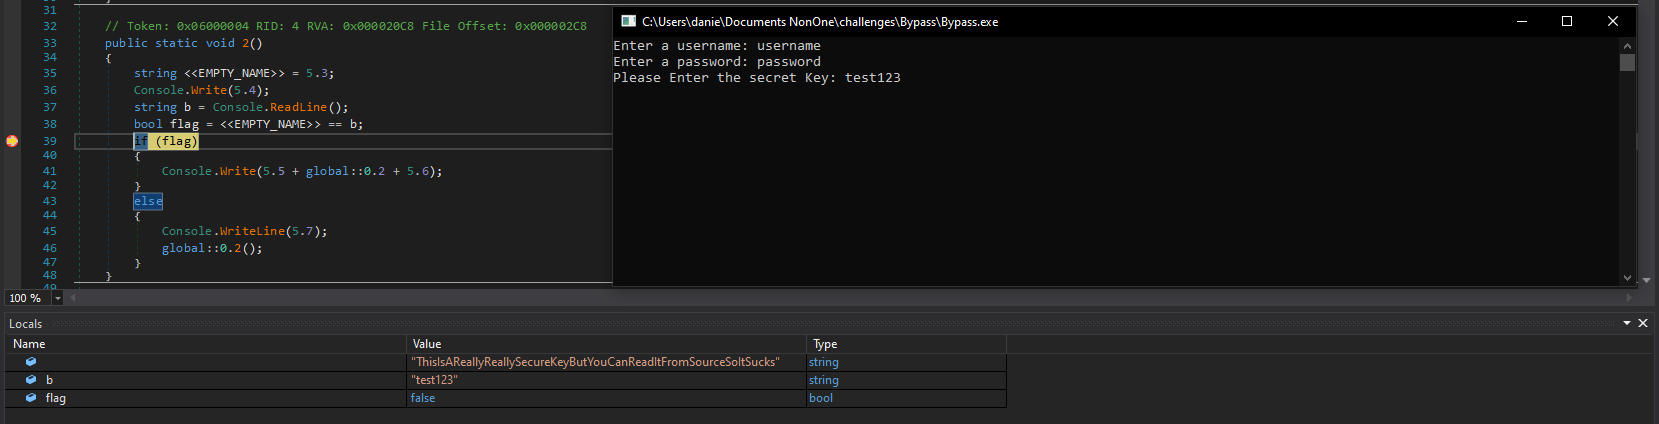 31
32 // Token: 0x06000004 RID: 4 RVA: 0x000020C8 File Offset: 0x000002C8
33 public static void 2()
34 {
35 string <<EMPTY_NAME>> = 5.3;
36 Console.Write(5.4);
37 string b = Console.ReadLine();
38 bool flag = <<EMPTY_NAME>> == b;
39 if (flag)
40 {
41 Console.Write(5.5 + global::0.2 + 5.6);
42 }
43 else
44 {
45 Console.WriteLine(5.7);
46 global::0.2();
47 }
48 }
49
100 %
C:\Users\danie\Documents NonOne\challenges\Bypass\Bypass.exe
Enter a username: username
Enter a password: password
Please Enter the secret Key: test123
Locals
Name Value Type
"ThisIsAReallyReallySecureKeyButYouCanReadItFromSourceSoItSucks" string
b "test123" string
flag false bool